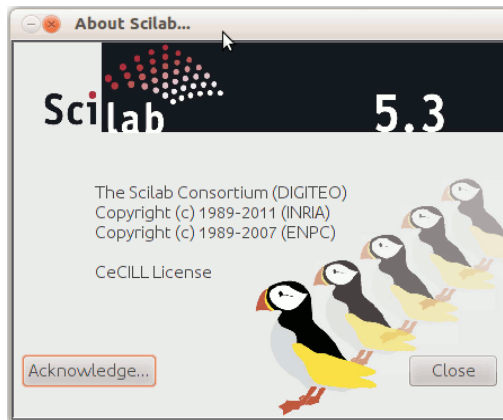 About Scilab...
Scilab
5.3
The Scilab Consortium (DIGITEO)
Copyright (c) 1989-2011 (INRIA)
Copyright (c) 1989-2007 (ENPC)
CeCILL License
Acknowledge...
Close